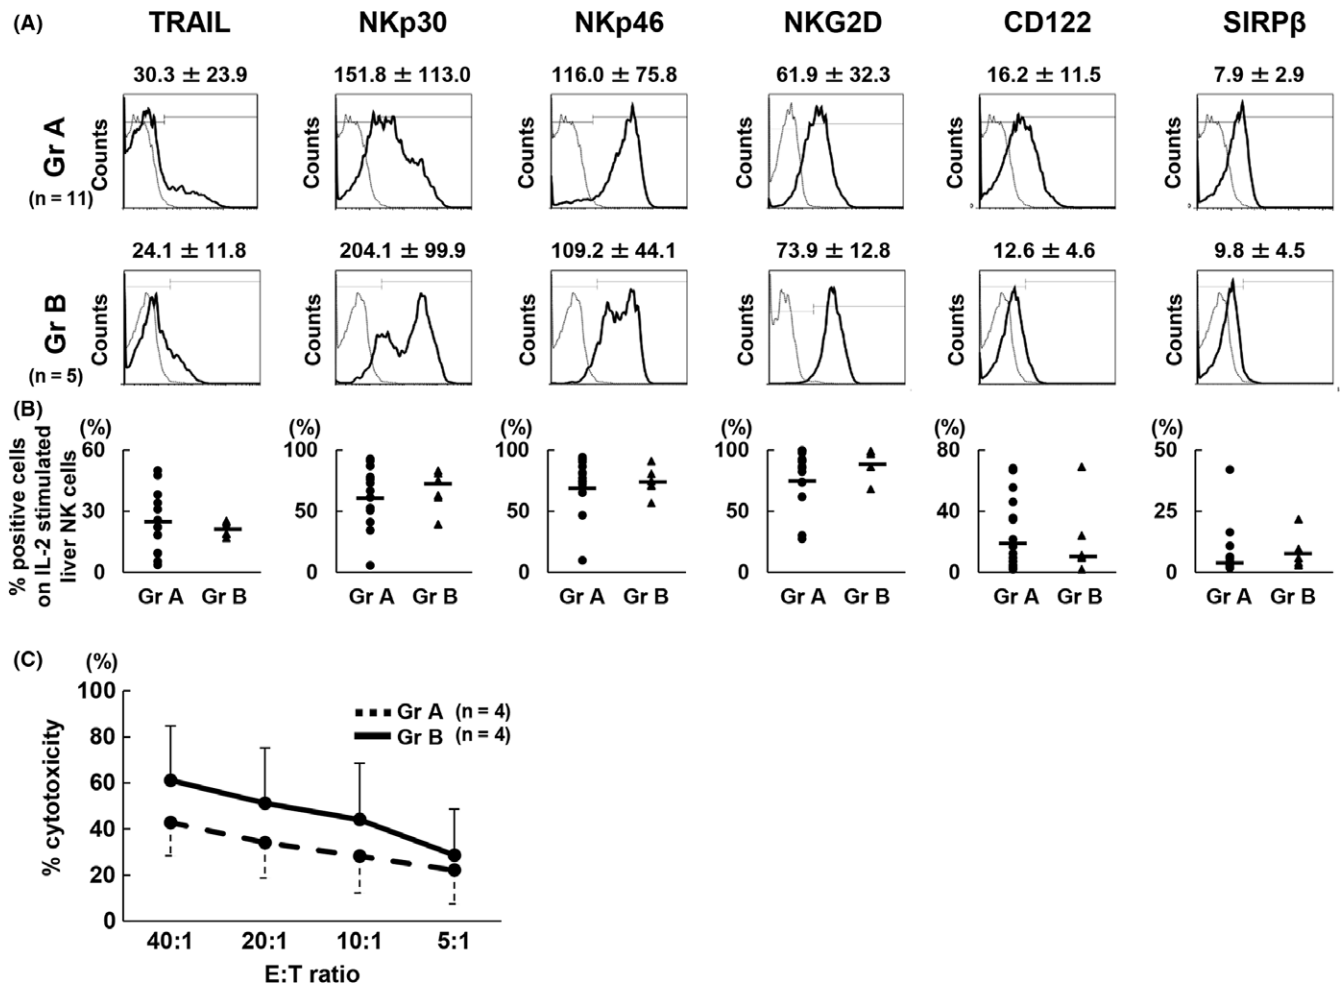 (A) TRAIL NKp30 NKp46 NKG2D CD122 SIRPβ
30.3 ± 23.9 151.8 ± 113.0 116.0 ± 75.8 61.9 ± 32.3 16.2 ± 11.5 7.9 ± 2.9
Gr A
(n = 11)
Counts Counts Counts Counts Counts Counts
24.1 ± 11.8 204.1 ± 99.9 109.2 ± 44.1 73.9 ± 12.8 12.6 ± 4.6 9.8 ± 4.5
Gr B
(n = 5)
Counts Counts Counts Counts Counts Counts
(B) (%) (%) (%) (%) (%) (%)
% positive cells
on IL-2 stimulated
liver NK cells
60 100 100 100 80 50
30 50 50 50 40 25
0 0 0 0 0 0
Gr A Gr B Gr A Gr B Gr A Gr B Gr A Gr B Gr A Gr B Gr A Gr B
(C) (%)
% cytotoxicity
100
80
60
40
20
0
Gr A (n = 4)
Gr B (n = 4)
40:1 20:1 10:1 5:1
E:T ratio